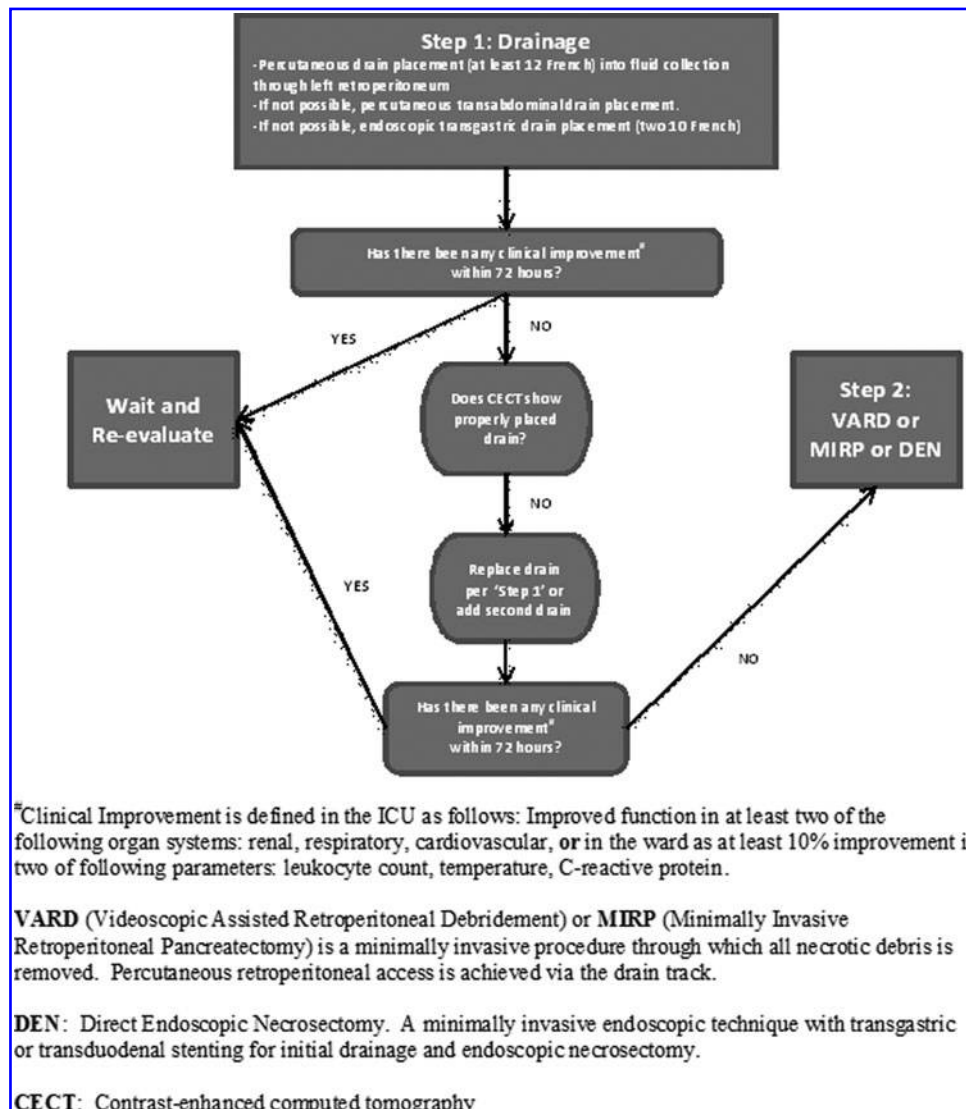 Step 1: Drainage
-Percutaneous drain placement (at least 12 French) into fluid collection
through left retroperitoneum
-If not possible, percutaneous transabdominal drain placement.
-If not possible, endoscopic transgastric drain placement (two 10 French)
Has there been any clinical improvement#
within 72 hours?
YES
NO
Wait and
Re-evaluate
Does CECT show
properly placed
drain?
Step 2:
VARD or
MIRP or DEN
NO
Replace drain
per 'Step 1' or
add second drain
YES
NO
Has there been any clinical
improvement#
within 72 hours?
#Clinical Improvement is defined in the ICU as follows: Improved function in at least two of the
following organ systems: renal, respiratory, cardiovascular, or in the ward as at least 10% improvement i
two of following parameters: leukocyte count, temperature, C-reactive protein.
VARD (Videoscopic Assisted Retroperitoneal Debridement) or MIRP (Minimally Invasive
Retroperitoneal Pancreatectomy) is a minimally invasive procedure through which all necrotic debris is
removed. Percutaneous retroperitoneal access is achieved via the drain track.
DEN: Direct Endoscopic Necrosectomy. A minimally invasive endoscopic technique with transgastric
or transduodenal stenting for initial drainage and endoscopic necrosectomy.
CECT: Contrast-enhanced computed tomography